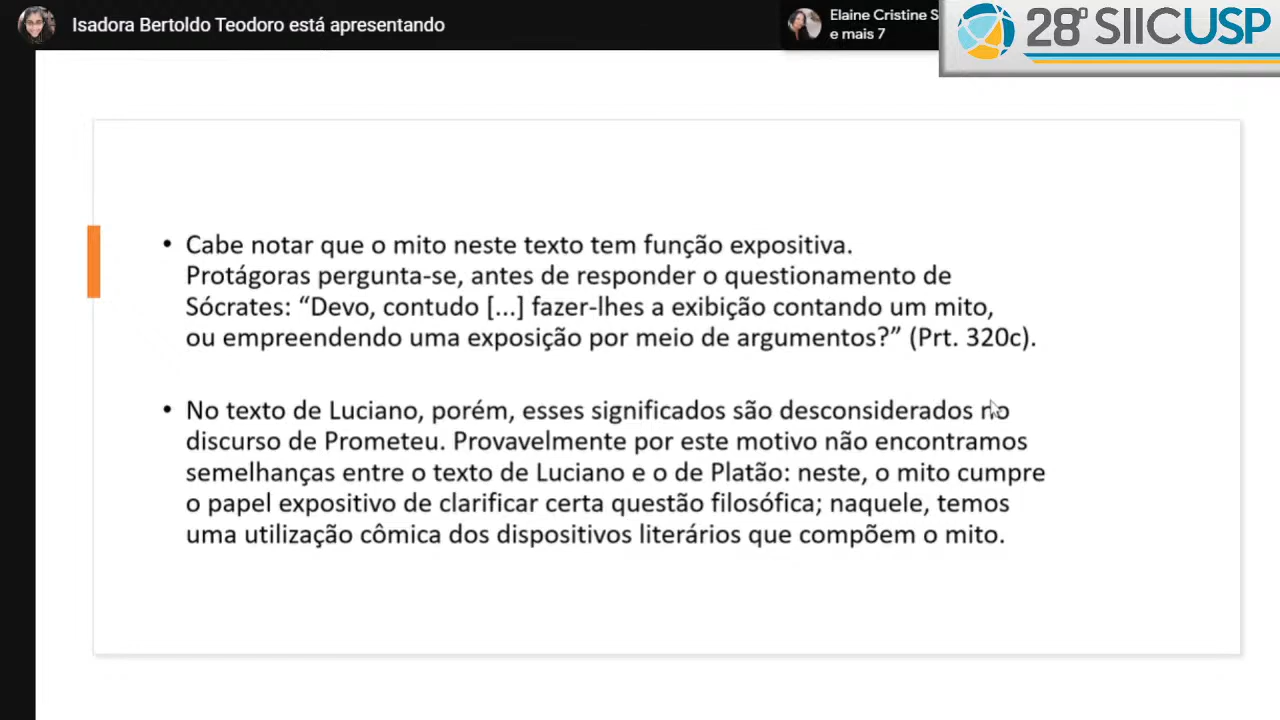 Isadora Bertoldo Teodoro está apresentando
Elaine Cristine S
e mais 7
28º SIICUSP
• Cabe notar que o mito neste texto tem função expositiva.
Protágoras pergunta-se, antes de responder o questionamento de
Sócrates: “Devo, contudo [...] fazer-lhes a exibição contando um mito,
ou empreendendo uma exposição por meio de argumentos?” (Prt. 320c).
• No texto de Luciano, porém, esses significados são desconsiderados no
discurso de Prometeu. Provavelmente por este motivo não encontramos
semelhanças entre o texto de Luciano e o de Platão: neste, o mito cumpre
o papel expositivo de clarificar certa questão filosófica; naquele, temos
uma utilização cômica dos dispositivos literários que compõem o mito.